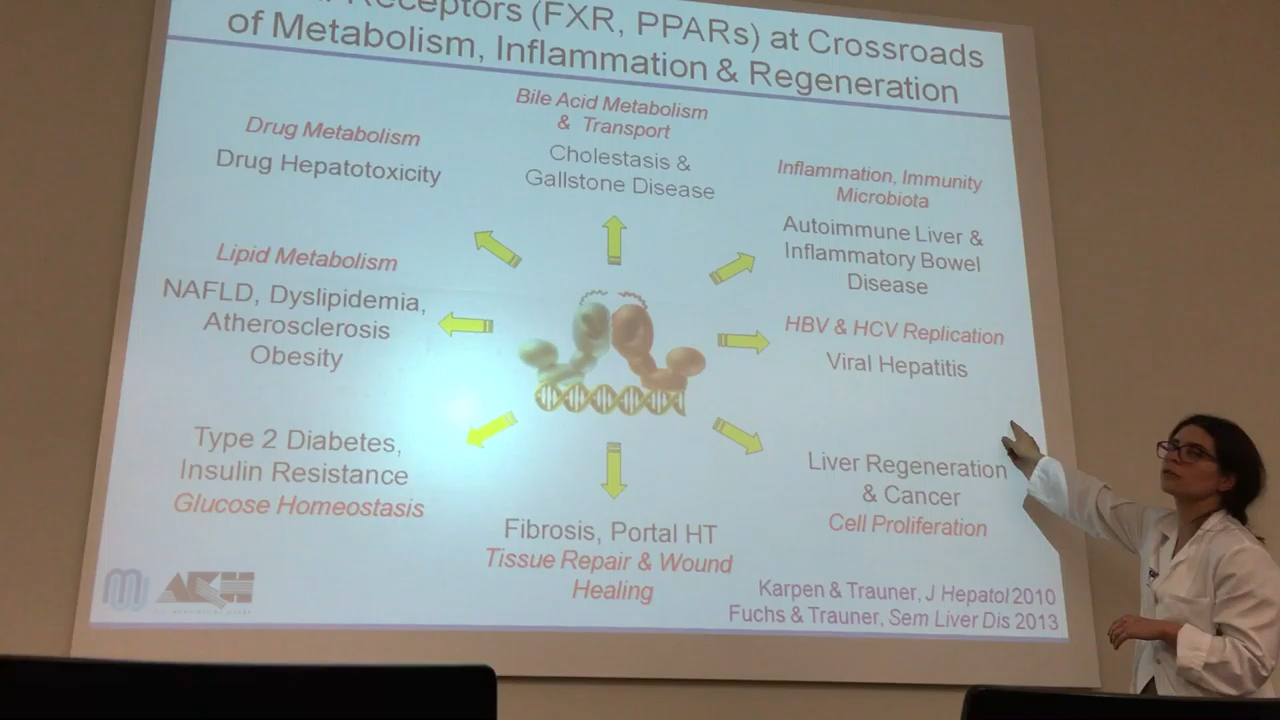 Receptors (FXR, PPARs) at Crossroads
of Metabolism, Inflammation & Regeneration
Bile Acid Metabolism
& Transport
Cholestasis &
Gallstone Disease
Drug Metabolism
Drug Hepatotoxicity
Inflammation, Immunity
Microbiota
Autoimmune Liver &
Inflammatory Bowel
Disease
Lipid Metabolism
NAFLD, Dyslipidemia,
Atherosclerosis
Obesity
HBV & HCV Replication
Viral Hepatitis
Type 2 Diabetes,
Insulin Resistance
Glucose Homeostasis
Liver Regeneration
& Cancer
Cell Proliferation
Fibrosis, Portal HT
Tissue Repair & Wound
Healing
Karpen & Trauner, J Hepatol 2010
Fuchs & Trauner, Sem Liver Dis 2013
AKH